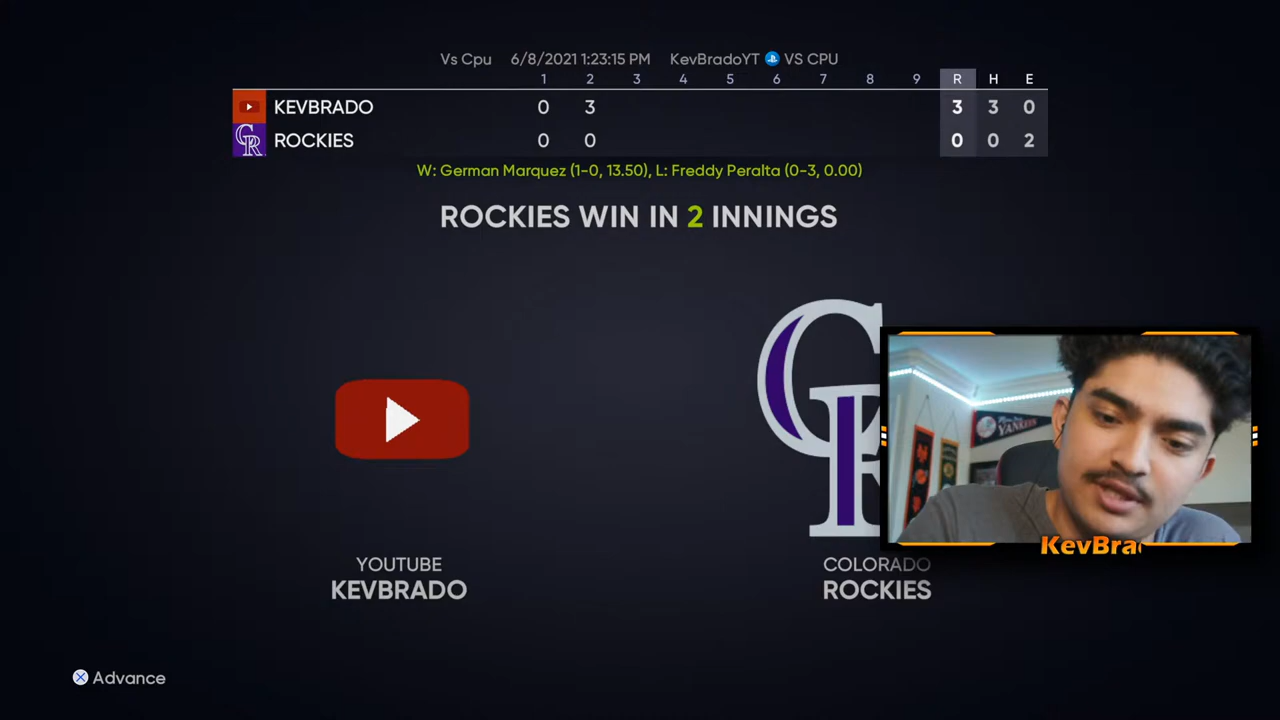 Vs Cpu 6/8/2021 1:23:15 PM KevBradoYT VS CPU
1 2 3 4 5 6 7 8 9 R H E
KEVBRADO 0 3 3 3 0
CR ROCKIES 0 0 0 0 2
W: German Marquez (1-0, 13.50), L: Freddy Peralta (0-3, 0.00)
ROCKIES WIN IN 2 INNINGS
CR
YANKEES
KevBra
YOUTUBE
KEVBRADO
COLORADO
ROCKIES
Advance